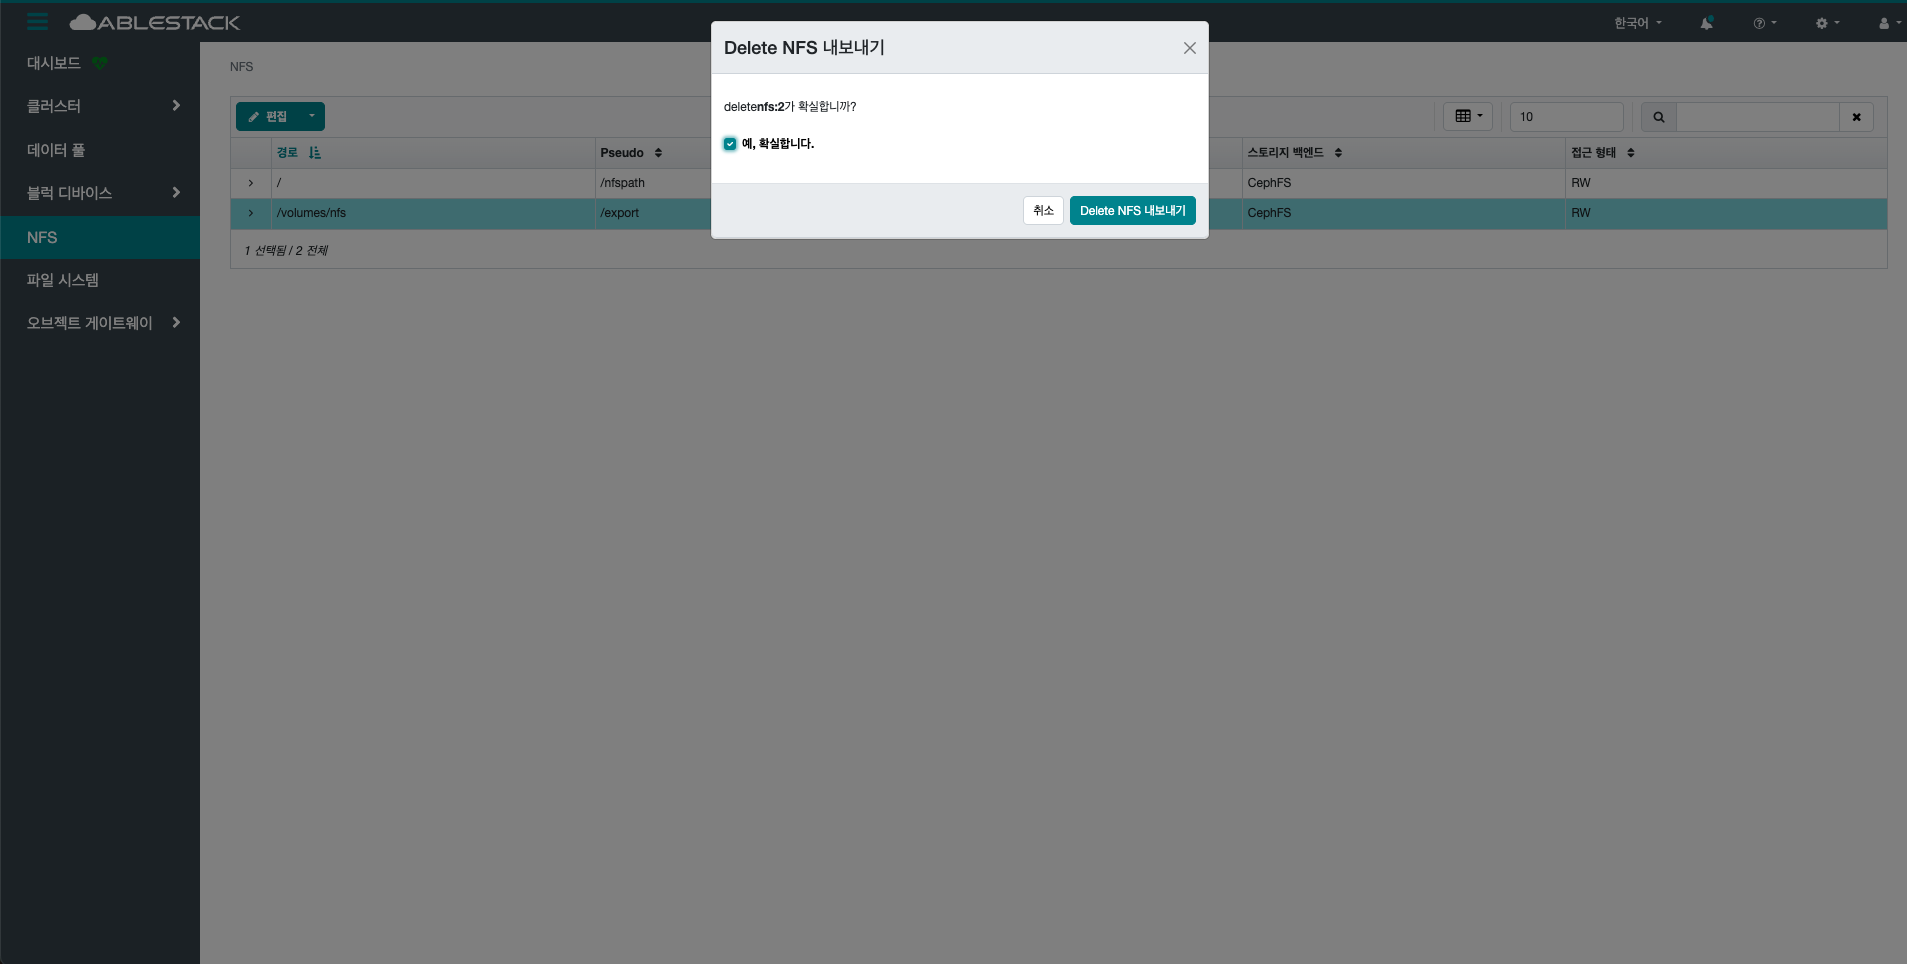 ABLESTACK
한국어
대시보드
클러스터
데이터 풀
블럭 디바이스
NFS
파일 시스템
오브젝트 게이트웨이
NFS
편집
10
경로
Pseudo
스토리지 백엔드
접근 형태
/
/nfspath
CephFS
RW
/volumes/nfs
/export
CephFS
RW
1 선택됨 / 2 전체
Delete NFS 내보내기
deletenfs:2가 확실합니까?
예, 확실합니다.
취소
Delete NFS 내보내기